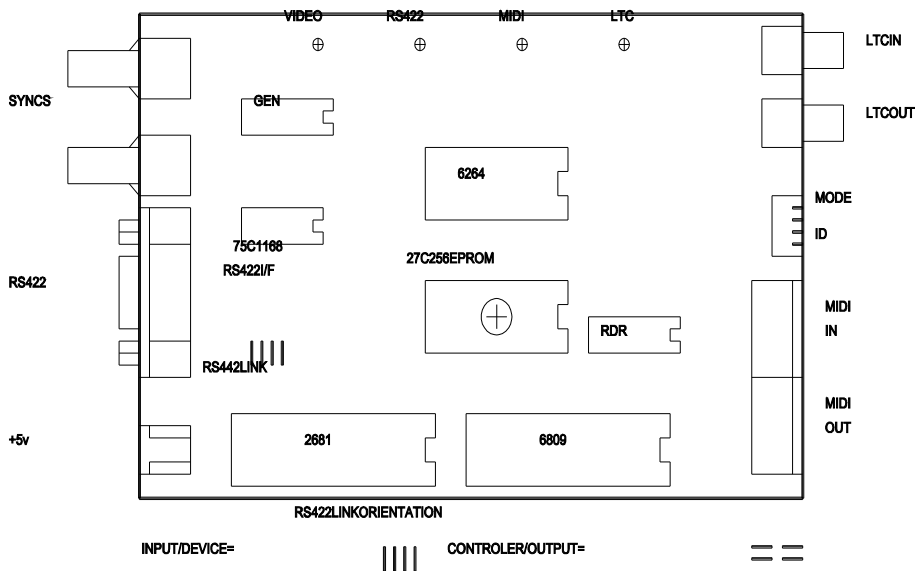 VIDEO RS422 MIDI LTC
LTCIN
SYNCS
GEN
LTCOUT
6264
MODE
75C1168
ID
27C256EPROM
RS422I/F
RS422
MIDI
RDR
IN
RS442LINK
MIDI
OUT
+5v
2681
6809
RS422LINKORIENTATION
INPUT/DEVICE= CONTROLER/OUTPUT=